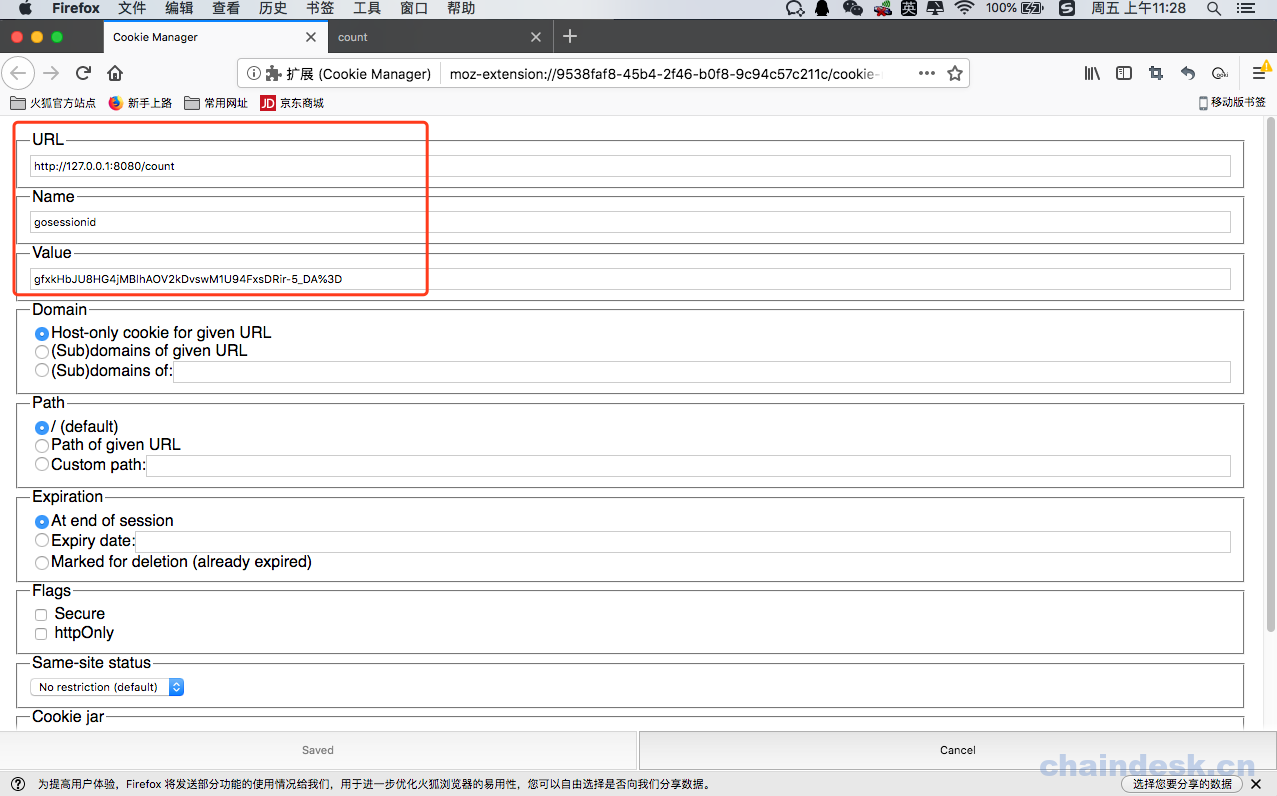 Firefox 文件 编辑 查看 历史 书签 工具 窗口 帮助 英 100% 周五 上午11:28
Cookie Manager count
扩展 (Cookie Manager) moz-extension://9538faf8-45b4-2f46-b0f8-9c94c57c211c/cookie-
火狐官方站点 新手上路 常用网址 JD 京东商城 移动版书签
URL
http://127.0.0.1:8080/count
Name
gosessionid
Value
gfxkHbJU8HG4jMBlhAOV2kDvswM1U94FxsDRir-5_DA%3D
Domain
Host-only cookie for given URL
(Sub)domains of given URL
(Sub)domains of:
Path
/ (default)
Path of given URL
Custom path:
Expiration
At end of session
Expiry date:
Marked for deletion (already expired)
Flags
Secure
httpOnly
Same-site status
No restriction (default)
Cookie jar
Saved Cancel
chaindesk.cn
为提高用户体验，Firefox 将发送部分功能的使用情况给我们，用于进一步优化火狐浏览器的易用性，您可以自由选择是否向我们分享数据。 选择您要分享的数据